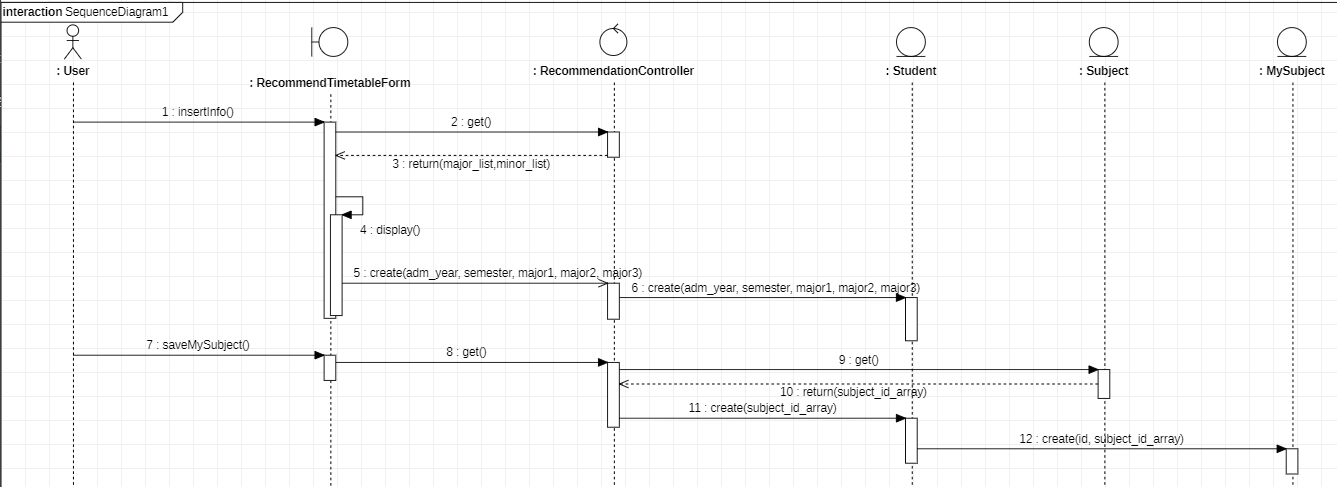 interaction SequenceDiagram1
: User
: RecommendTimetableForm
: RecommendationController
: Student
: Subject
: MySubject
1 : insertInfo()
2 : get()
3 : return(major_list,minor_list)
4 : display()
5 : create(adm_year, semester, major1, major2, major3)
6 : create(adm_year, semester, major1, major2, major3)
7 : saveMySubject()
8 : get()
9 : get()
10 : return(subject_id_array)
11 : create(subject_id_array)
12 : create(id, subject_id_array)